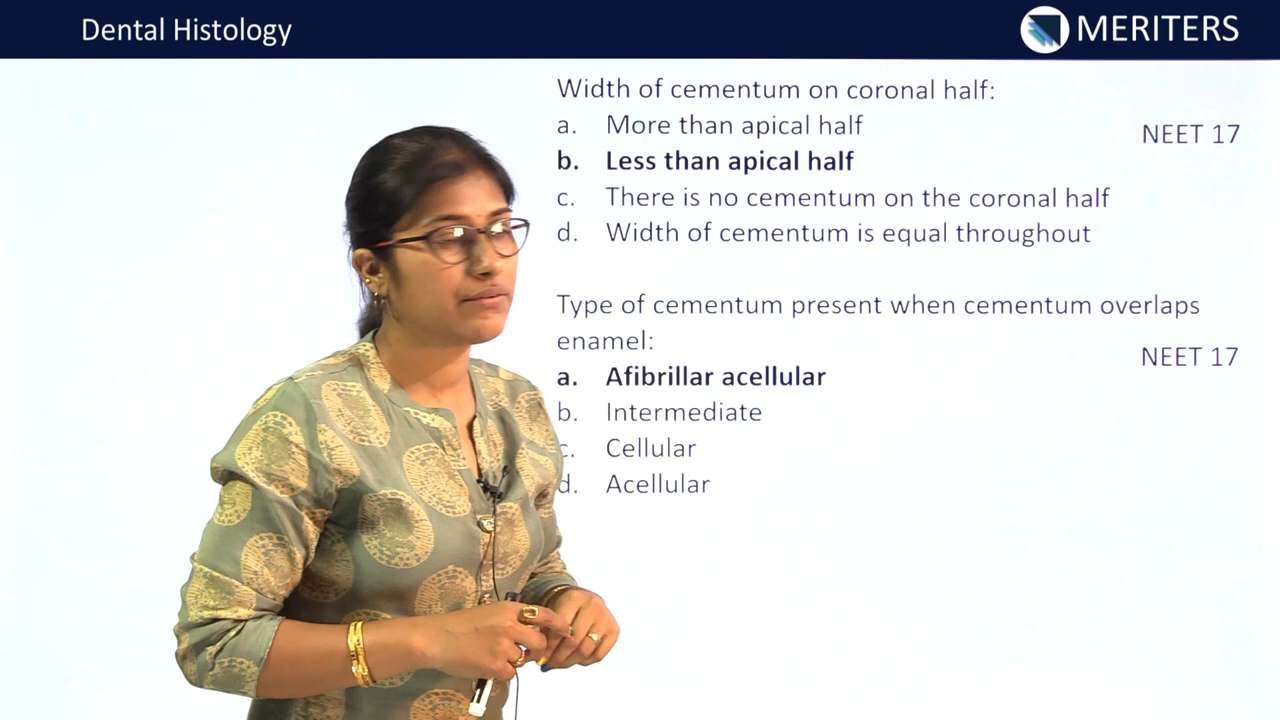 Dental Histology
MERITERS
Width of cementum on coronal half:
a. More than apical half
NEET 17
b. Less than apical half
c. There is no cementum on the coronal half
d. Width of cementum is equal throughout
Type of cementum present when cementum overlaps
enamel:
NEET 17
a. Afibrillar acellular
b. Intermediate
c. Cellular
d. Acellular